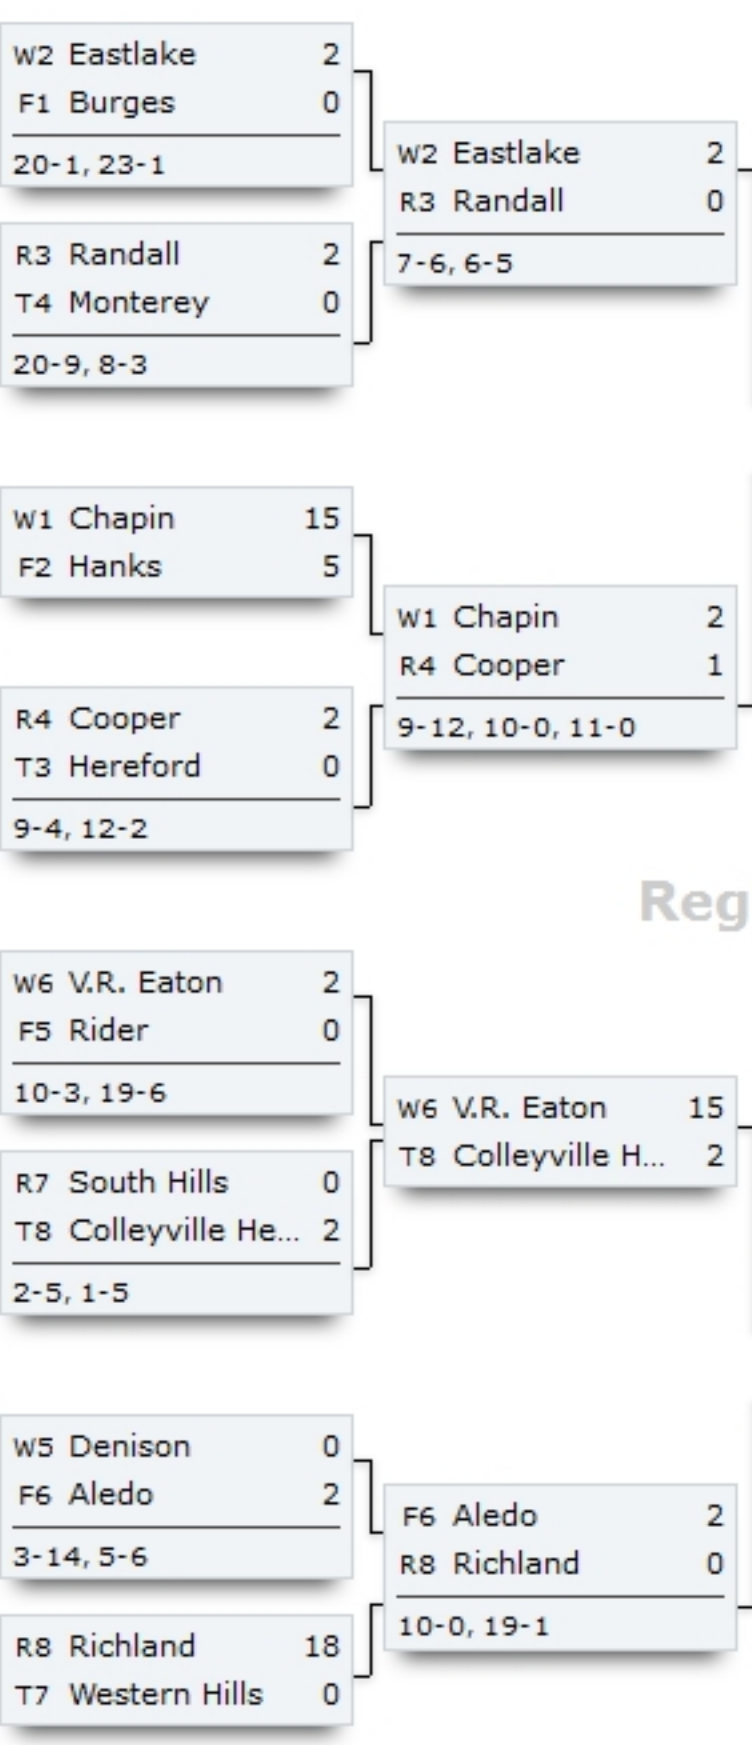 W2 Eastlake 2
F1 Burges 0
20-1, 23-1
R3 Randall 2
T4 Monterey 0
20-9, 8-3
W2 Eastlake 2
R3 Randall 0
7-6, 6-5
W1 Chapin 15
F2 Hanks 5
R4 Cooper 2
T3 Hereford 0
9-4, 12-2
W1 Chapin 2
R4 Cooper 1
9-12, 10-0, 11-0
Reg
W6 V.R. Eaton 2
F5 Rider 0
10-3, 19-6
R7 South Hills 0
T8 Colleyville He... 2
2-5, 1-5
W6 V.R. Eaton 15
T8 Colleyville H... 2
W5 Denison 0
F6 Aledo 2
3-14, 5-6
R8 Richland 18
T7 Western Hills 0
F6 Aledo 2
R8 Richland 0
10-0, 19-1